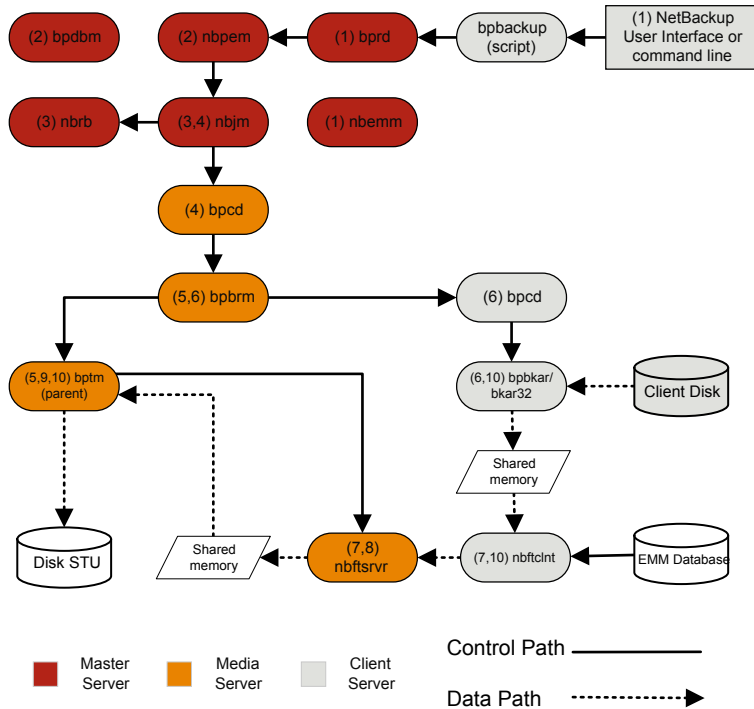 (2) bpdbm
(2) nbpem
(1) bprd
bpbackup
(script)
(1) NetBackup
User Interface or
command line
(3) nbrb
(3,4) nbjm
(1) nbemm
(4) bpcd
(5,6) bpbrm
(6) bpcd
(5,9,10) bptm
(parent)
(6,10) bpbkar/
bkar32
Client Disk
Shared
memory
Disk STU
Shared
memory
(7,8)
nbftsrvr
(7,10) nbftclnt
EMM Database
Master
Server
Media
Server
Client
Server
Control Path
Data Path